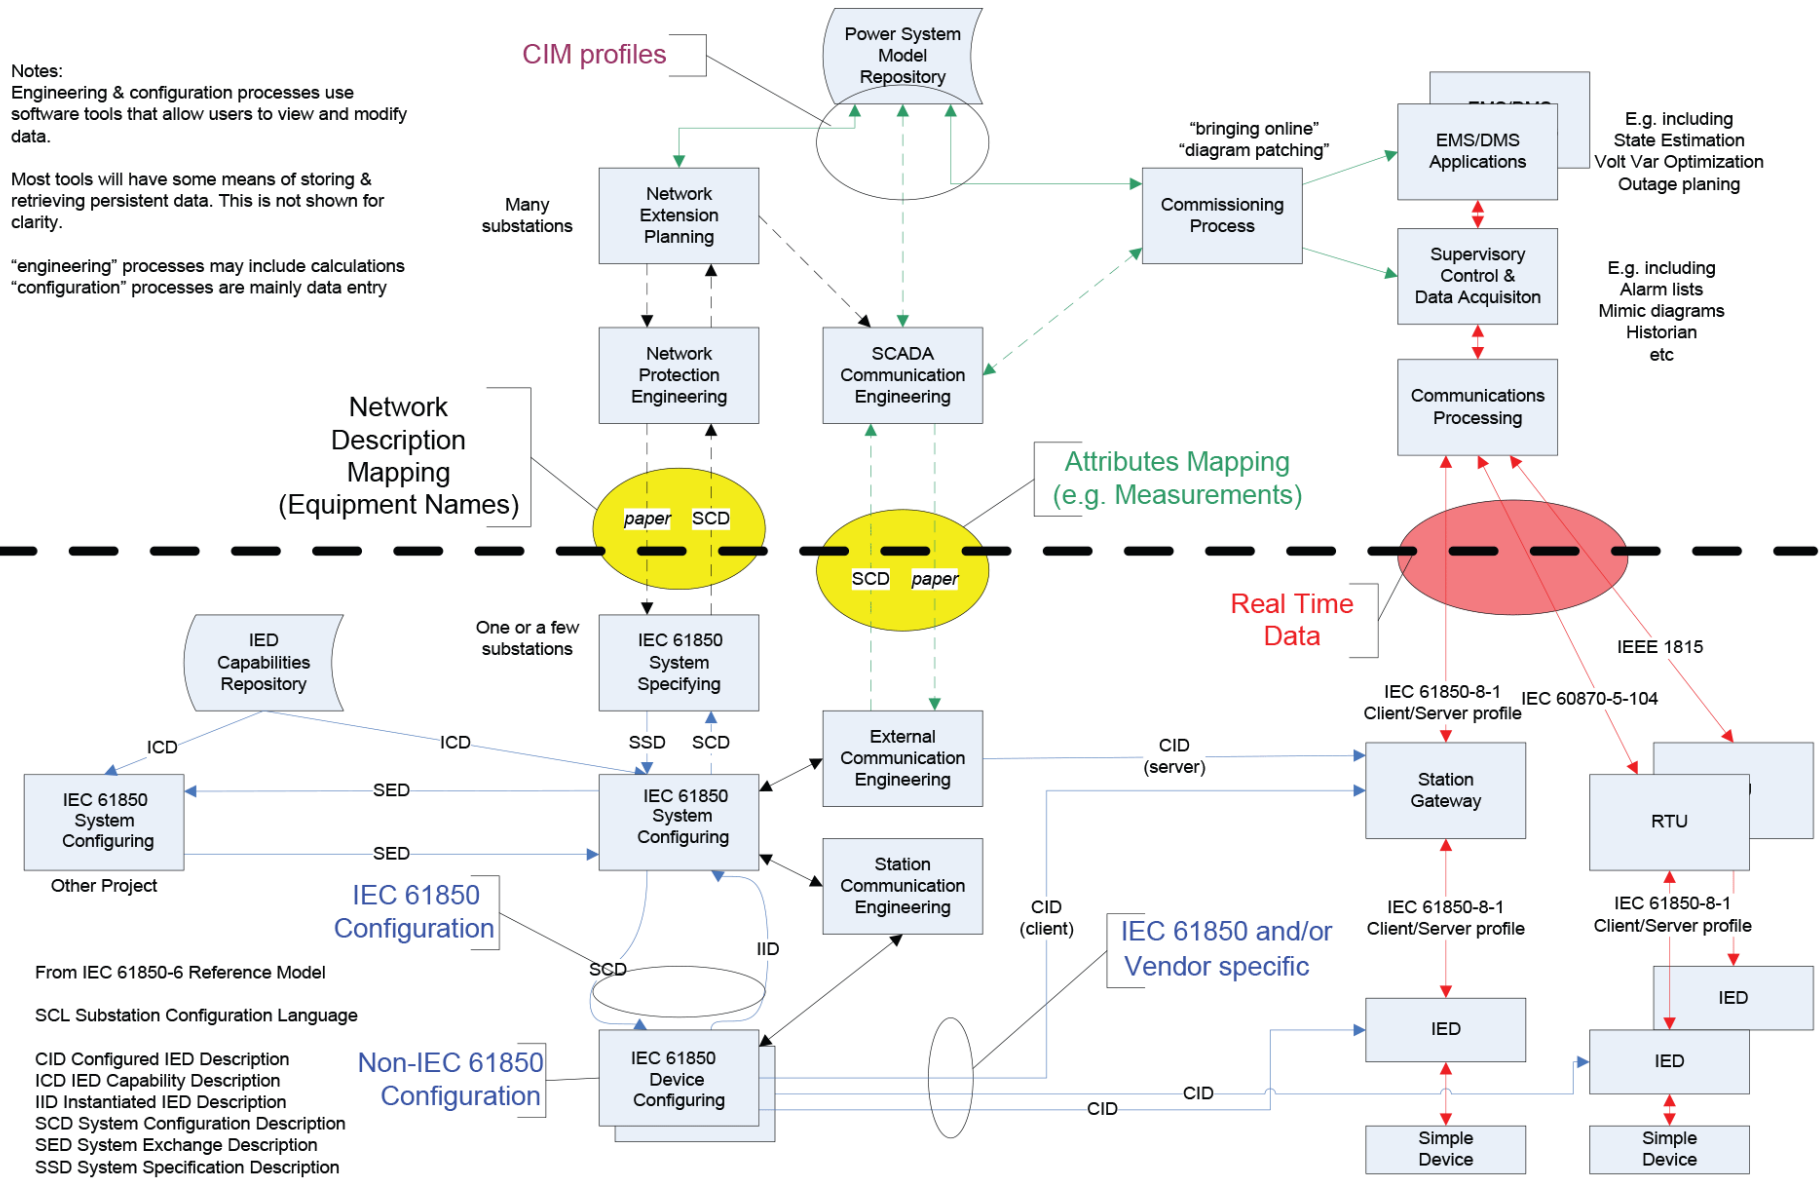 Notes:
Engineering & configuration processes use
software tools that allow users to view and modify
data.
Most tools will have some means of storing &
retrieving persistent data. This is not shown for
clarity.
“engineering” processes may include calculations
“configuration” processes are mainly data entry
CIM profiles
Power System
Model
Repository
“bringing online”
“diagram patching”
EMS/DMS
EMS/DMS
Applications
E.g. including
State Estimation
Volt Var Optimization
Outage planing
Many
substations
Network
Extension
Planning
Commissioning
Process
Supervisory
Control &
Data Acquisiton
E.g. including
Alarm lists
Mimic diagrams
Historian
etc
Network
Protection
Engineering
SCADA
Communication
Engineering
Communications
Processing
Network
Description
Mapping
(Equipment Names)
Attributes Mapping
(e.g. Measurements)
paper
SCD
SCD
paper
Real Time
Data
IED
Capabilities
Repository
One or a few
substations
IEC 61850
System
Specifying
IEEE 1815
IEC 61850-8-1
Client/Server profile
IEC 60870-5-104
ICD
ICD
SSD
SCD
External
Communication
Engineering
CID
(server)
Station
Gateway
RTU
IEC 61850
System
Configuring
SED
SED
IEC 61850
System
Configuring
Other Project
Station
Communication
Engineering
IEC 61850
Configuration
CID
(client)
IEC 61850 and/or
Vendor specific
IEC 61850-8-1
Client/Server profile
IEC 61850-8-1
Client/Server profile
IID
SCD
From IEC 61850-6 Reference Model
SCL Substation Configuration Language
CID Configured IED Description
ICD IED Capability Description
IID Instantiated IED Description
SCD System Configuration Description
SED System Exchange Description
SSD System Specification Description
Non-IEC 61850
Configuration
IEC 61850
Device
Configuring
CID
CID
IED
IED
IED
Simple
Device
Simple
Device